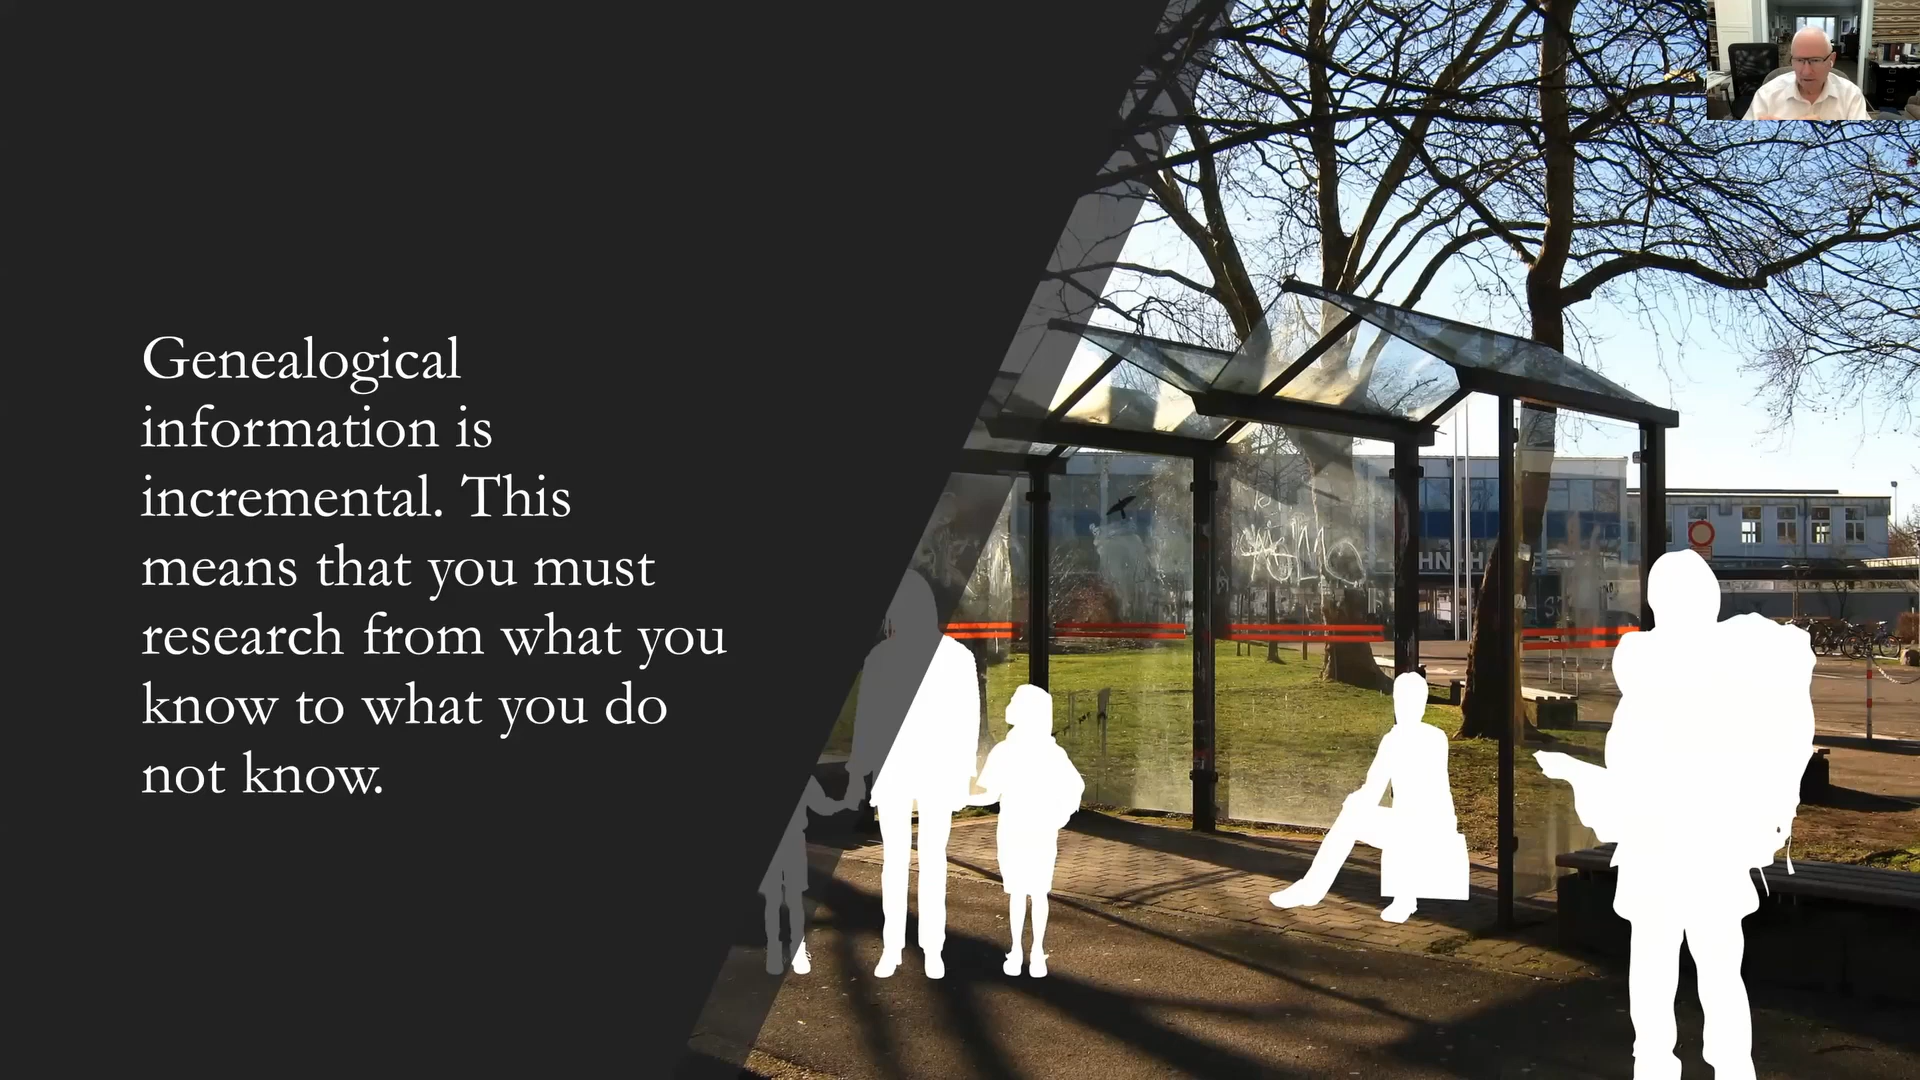 Genealogical
information is
incremental. This
means that you must
research from what you
know to what you do
not know.